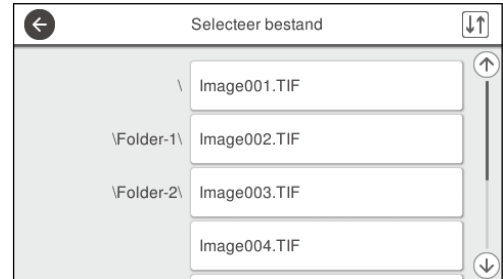 Selecteer bestand
\ Image001.TIF
\Folder-1\ Image002.TIF
\Folder-2\ Image003.TIF
Image004.TIF